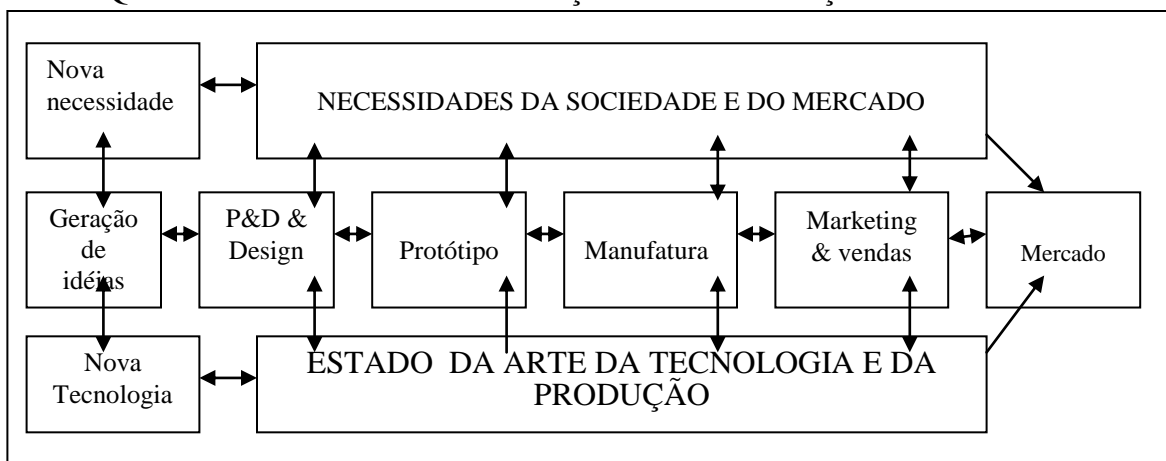 Nova
necessidade
NECESSIDADES DA SOCIEDADE E DO MERCADO
Geração
de
idéias
P&D &
Design
Protótipo
Manufatura
Marketing
& vendas
Mercado
Nova
Tecnologia
ESTADO DA ARTE DA TECNOLOGIA E DA
PRODUÇÃO